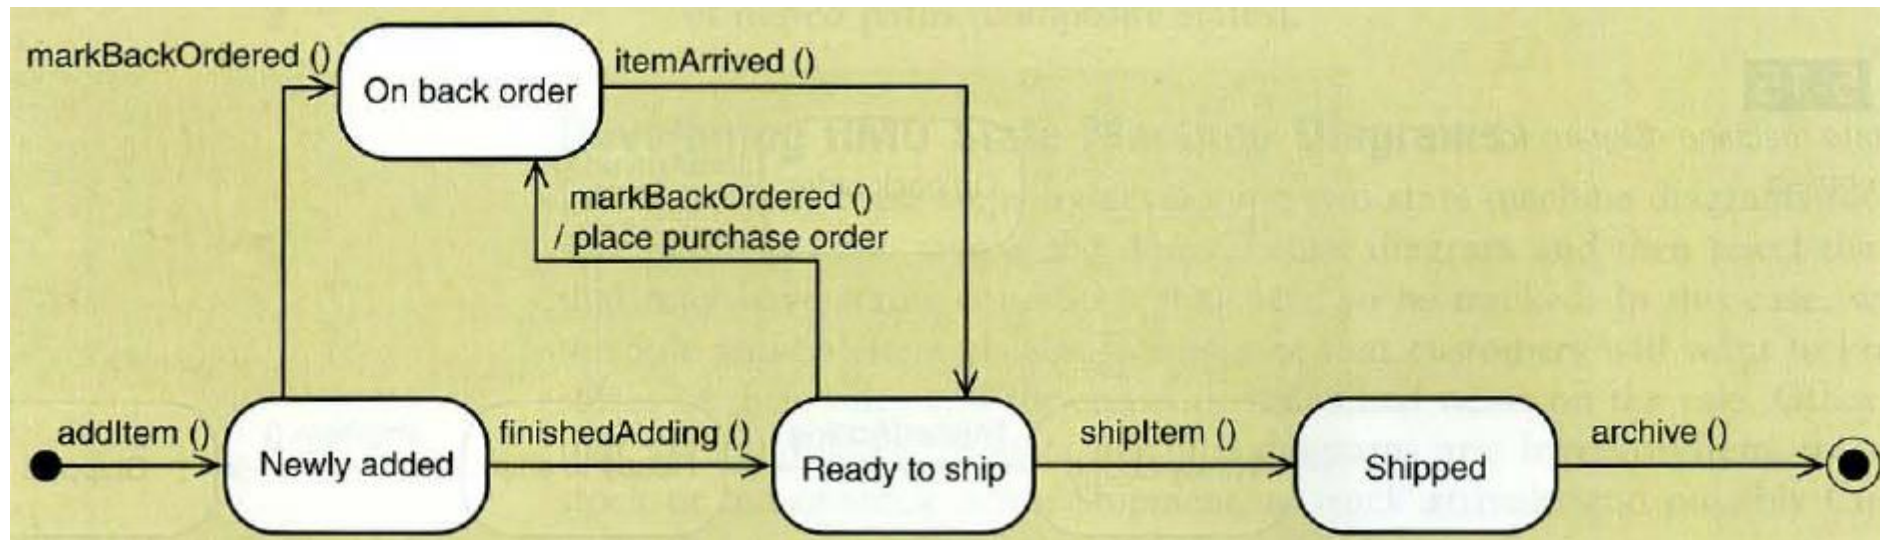 markBackOrdered ()
On back order
itemArrived ()
markBackOrdered ()
/ place purchase order
addItem ()
Newly added
finishedAdding ()
Ready to ship
shipItem ()
Shipped
archive ()